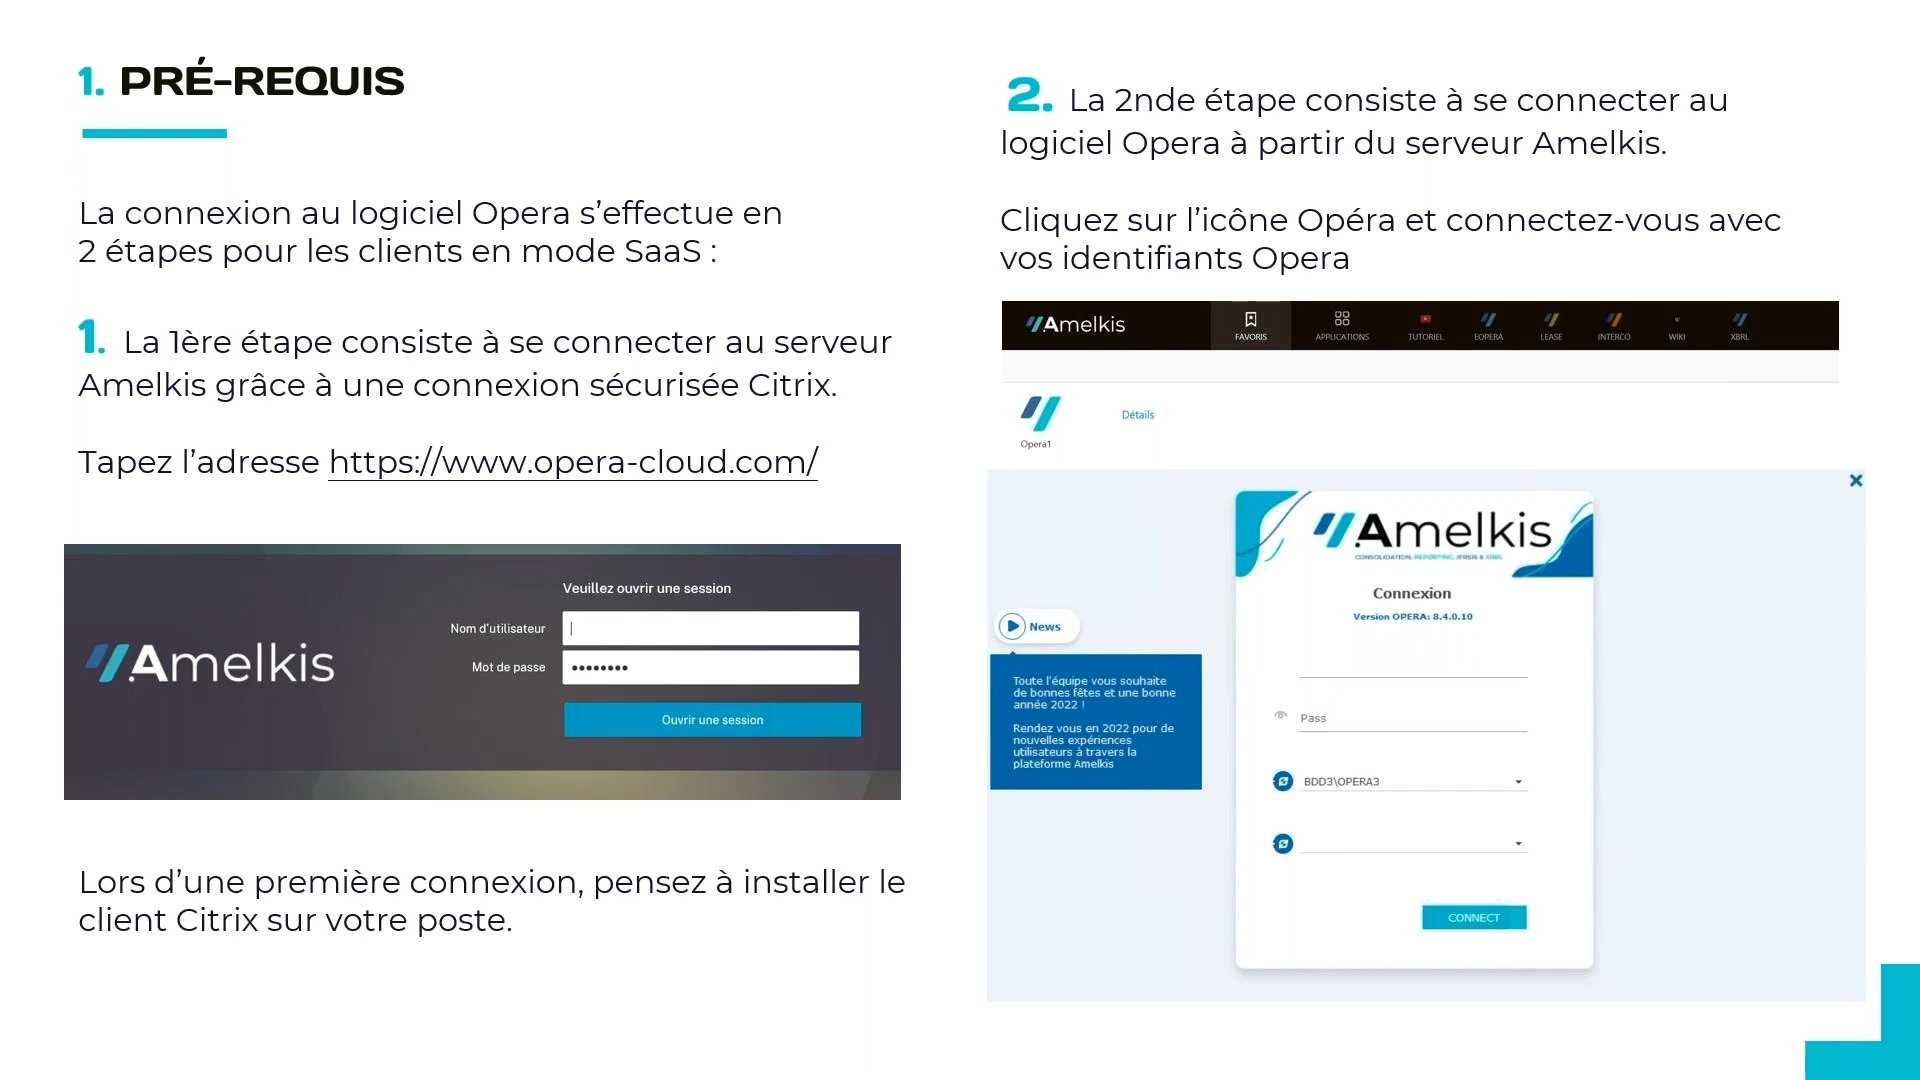 1. PRÉ-REQUIS
La connexion au logiciel Opera s’effectue en
2 étapes pour les clients en mode SaaS :
1. La 1ère étape consiste à se connecter au serveur
Amelkis grâce à une connexion sécurisée Citrix.
Tapez l’adresse https://www.opera-cloud.com/
Amelkis
Veuillez ouvrir une session
Nom d'utilisateur
Mot de passe
Ouvrir une session
Lors d’une première connexion, pensez à installer le
client Citrix sur votre poste.
2. La 2nde étape consiste à se connecter au
logiciel Opera à partir du serveur Amelkis.
Cliquez sur l’icône Opéra et connectez-vous avec
vos identifiants Opera
Amelkis
FAVORIS
APPLICATIONS
TUTORIEL
EOPERA
LEASE
INTERCO
WIKI
XBRL
Opera1
Détails
Amelkis
CONSOLIDATION, REPORTING, IFRS16 & XBRL
Connexion
Version OPERA: 8.4.0.10
News
Toute l'équipe vous souhaite
de bonnes fêtes et une bonne
année 2022 !
Rendez vous en 2022 pour de
nouvelles expériences
utilisateurs à travers la
plateforme Amelkis
Pass
BDD3\OPERA3
CONNECT